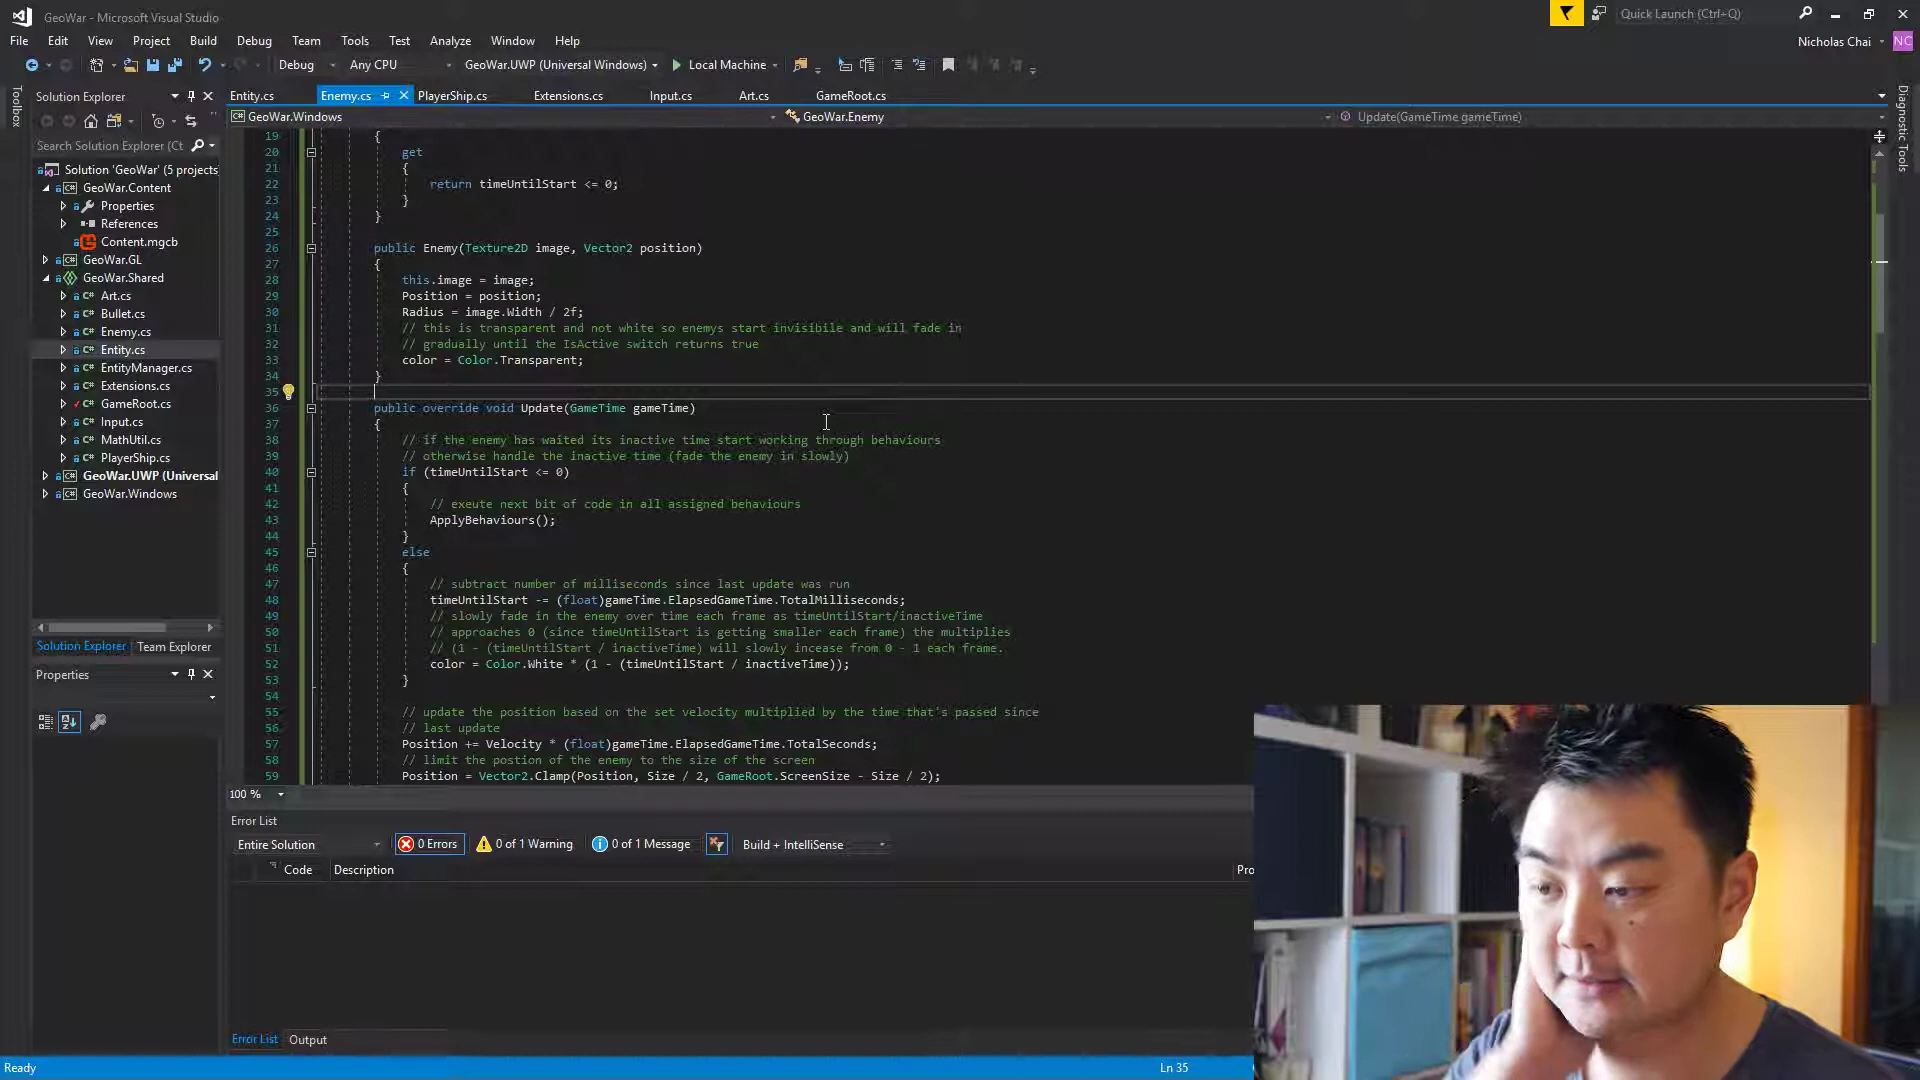 GeoWar - Microsoft Visual Studio
Quick Launch (Ctrl+Q)
File Edit View Project Build Debug Team Tools Test Analyze Window Help
Nicholas Chai NC
Debug Any CPU GeoWar.UWP (Universal Windows) Local Machine
Toolbox
Solution Explorer
Search Solution Explorer (Ct
Solution 'GeoWar' (5 projects
GeoWar.Content
Properties
References
Content.mgcb
GeoWar.GL
GeoWar.Shared
Art.cs
Bullet.cs
Enemy.cs
Entity.cs
EntityManager.cs
Extensions.cs
GameRoot.cs
Input.cs
MathUtil.cs
PlayerShip.cs
GeoWar.UWP (Universal
GeoWar.Windows
Solution Explorer Team Explorer
Properties
Entity.cs Enemy.cs PlayerShip.cs Extensions.cs Input.cs Art.cs GameRoot.cs
GeoWar.Windows GeoWar.Enemy Update(GameTime gameTime)
Diagnostic Tools
19 {
20 get
21 {
22 return timeUntilStart <= 0;
23 }
24 }
25
26 public Enemy(Texture2D image, Vector2 position)
27 {
28 this.image = image;
29 Position = position;
30 Radius = image.Width / 2f;
31 // this is transparent and not white so enemys start invisibile and will fade in
32 // gradually until the IsActive switch returns true
33 color = Color.Transparent;
34 }
35
36 public override void Update(GameTime gameTime)
37 {
38 // if the enemy has waited its inactive time start working through behaviours
39 // otherwise handle the inactive time (fade the enemy in slowly)
40 if (timeUntilStart <= 0)
41 {
42 // exeute next bit of code in all assigned behaviours
43 ApplyBehaviours();
44 }
45 else
46 {
47 // subtract number of milliseconds since last update was run
48 timeUntilStart -= (float)gameTime.ElapsedGameTime.TotalMilliseconds;
49 // slowly fade in the enemy over time each frame as timeUntilStart/inactiveTime
50 // approaches 0 (since timeUntilStart is getting smaller each frame) the multiplies
51 // (1 - (timeUntilStart / inactiveTime) will slowly incease from 0 - 1 each frame.
52 color = Color.White * (1 - (timeUntilStart / inactiveTime));
53 }
54
55 // update the position based on the set velocity multiplied by the time that's passed since
56 // last update
57 Position += Velocity * (float)gameTime.ElapsedGameTime.TotalSeconds;
58 // limit the postion of the enemy to the size of the screen
59 Position = Vector2.Clamp(Position, Size / 2, GameRoot.ScreenSize - Size / 2);
100 %
Error List
Entire Solution 0 Errors 0 of 1 Warning 0 of 1 Message Build + IntelliSense
Code Description Pro
Error List Output
Ready Ln 35